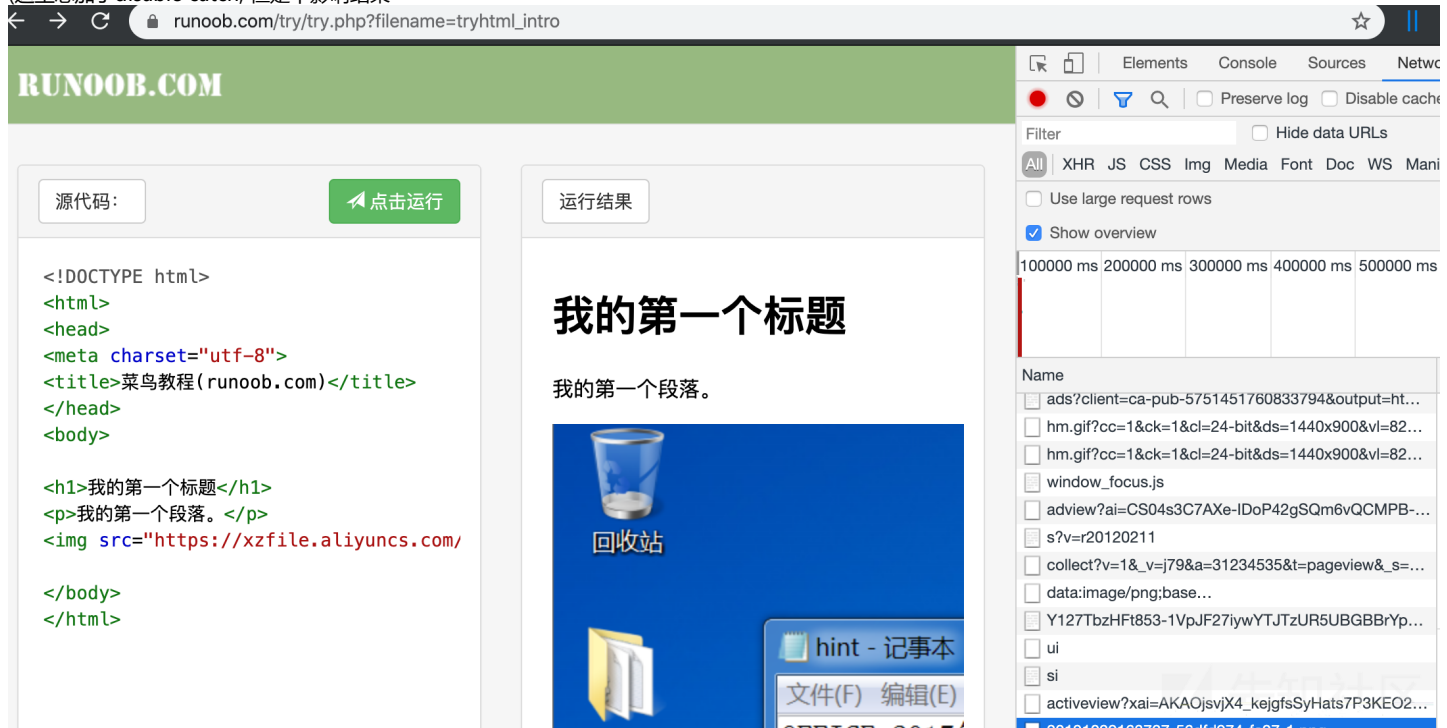 runoob.com/try/try.php?filename=tryhtml_intro
RUNOOB.COM
源代码：
点击运行
<!DOCTYPE html>
<html>
<head>
<meta charset="utf-8">
<title>菜鸟教程(runoob.com)</title>
</head>
<body>
<h1>我的第一个标题</h1>
<p>我的第一个段落。</p>
<img src="https://xzfile.aliyuncs.com/
</body>
</html>
运行结果
我的第一个标题
我的第一个段落。
回收站
hint - 记事本
文件(F) 编辑(E)
Elements Console Sources Netwo
Preserve log Disable cache
Filter Hide data URLs
All XHR JS CSS Img Media Font Doc WS Mani
Use large request rows
Show overview
100000 ms 200000 ms 300000 ms 400000 ms 500000 ms
Name
ads?client=ca-pub-5751451760833794&output=ht…
hm.gif?cc=1&ck=1&cl=24-bit&ds=1440x900&vl=82…
hm.gif?cc=1&ck=1&cl=24-bit&ds=1440x900&vl=82…
window_focus.js
adview?ai=CS04s3C7AXe-IDoP42gSQm6vQCMPB-…
s?v=r20120211
collect?v=1&_v=j79&a=31234535&t=pageview&_s=…
data:image/png;base…
Y127TbzHFt853-1VpJF27iywYTJTzUR5UBGBBrYp…
ui
si
activeview?xai=AKAOjsvjX4_kejgfsSyHats7P3KEO2…